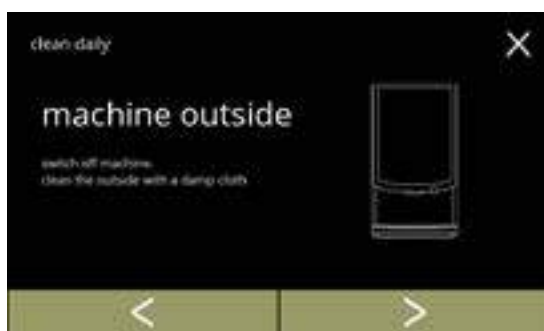 clean daily
machine outside
switch off machine.
clean the outside with a damp cloth